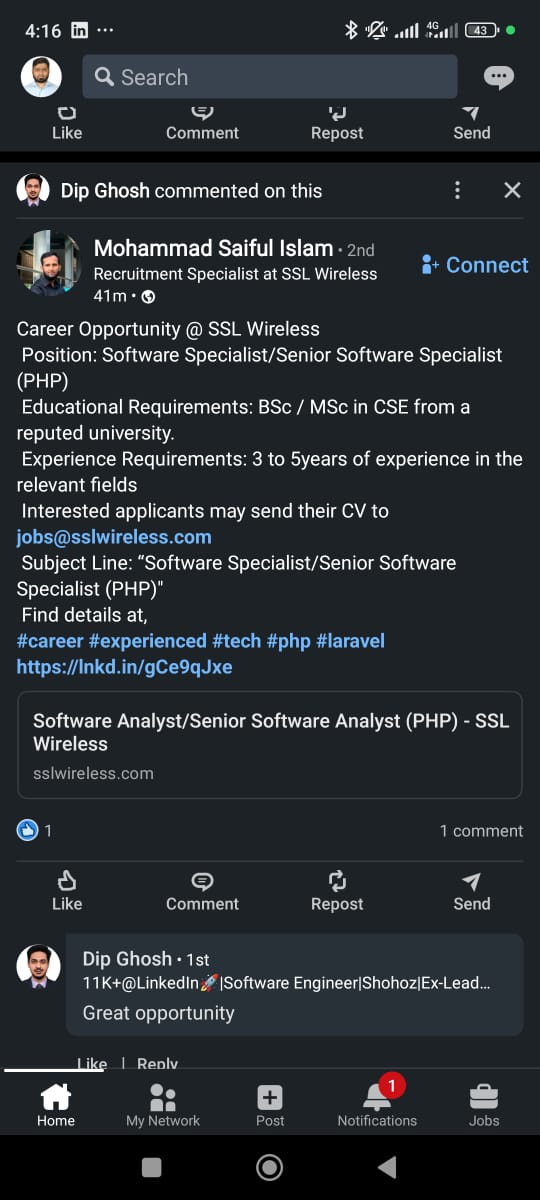 4:16 in
4G 43
Search
Like Comment Repost Send
Dip Ghosh commented on this
Mohammad Saiful Islam • 2nd
Connect
Recruitment Specialist at SSL Wireless
41m •
Career Opportunity @ SSL Wireless
Position: Software Specialist/Senior Software Specialist
(PHP)
Educational Requirements: BSc / MSc in CSE from a
reputed university.
Experience Requirements: 3 to 5years of experience in the
relevant fields
Interested applicants may send their CV to
jobs@sslwireless.com
Subject Line: “Software Specialist/Senior Software
Specialist (PHP)"
Find details at,
#career #experienced #tech #php #laravel
https://lnkd.in/gCe9qJxe
Software Analyst/Senior Software Analyst (PHP) - SSL
Wireless
sslwireless.com
1 1 comment
Like Comment Repost Send
Dip Ghosh • 1st
11K+@LinkedIn🚀|Software Engineer|Shohoz|Ex-Lead...
Great opportunity
Like | Reply
1
Home My Network Post Notifications Jobs